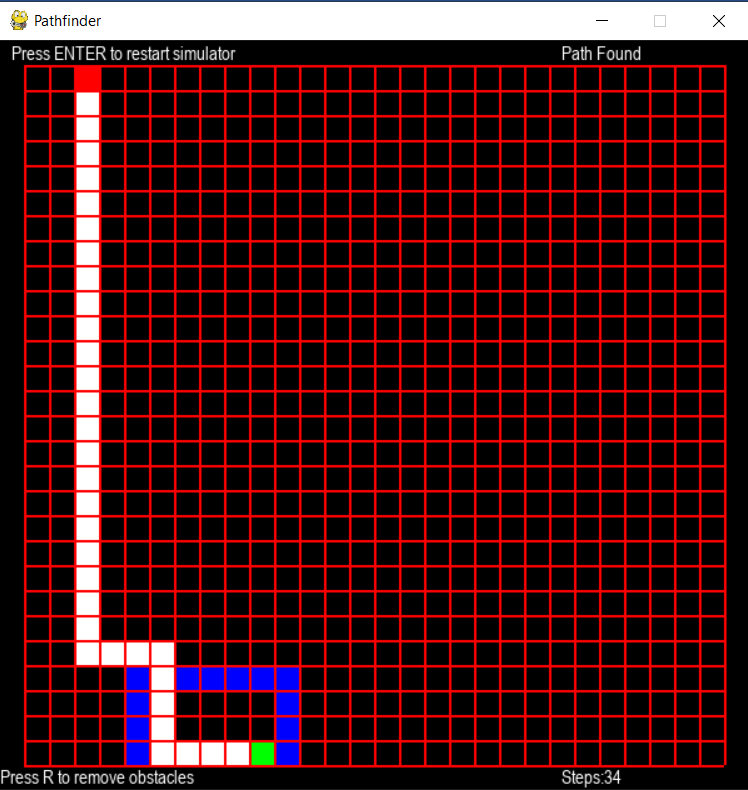 Pathfinder
Press ENTER to restart simulator
Path Found
Press R to remove obstacles
Steps:34